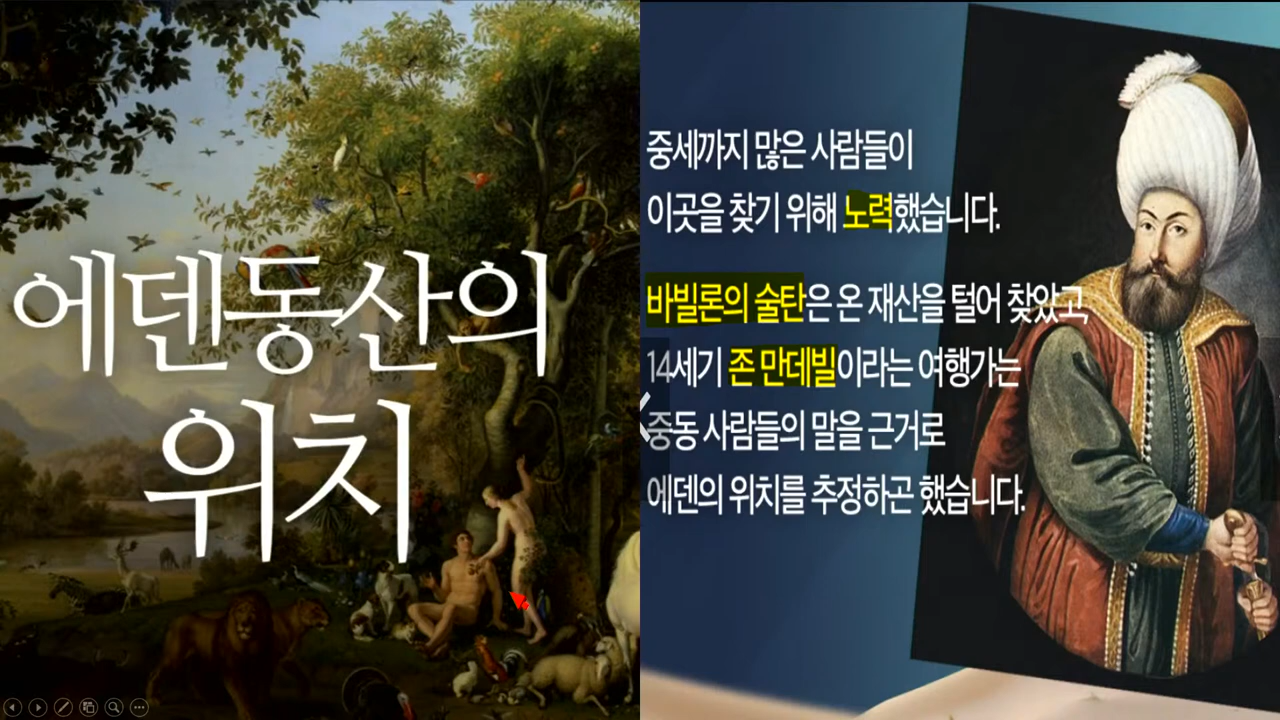 에덴동산의
위치
중세까지 많은 사람들이
이곳을 찾기 위해 노력했습니다.
바빌론의 술탄은 온 재산을 털어 찾았고,
14세기 존 만데빌이라는 여행가는
중동 사람들의 말을 근거로
에덴의 위치를 추정하곤 했습니다.